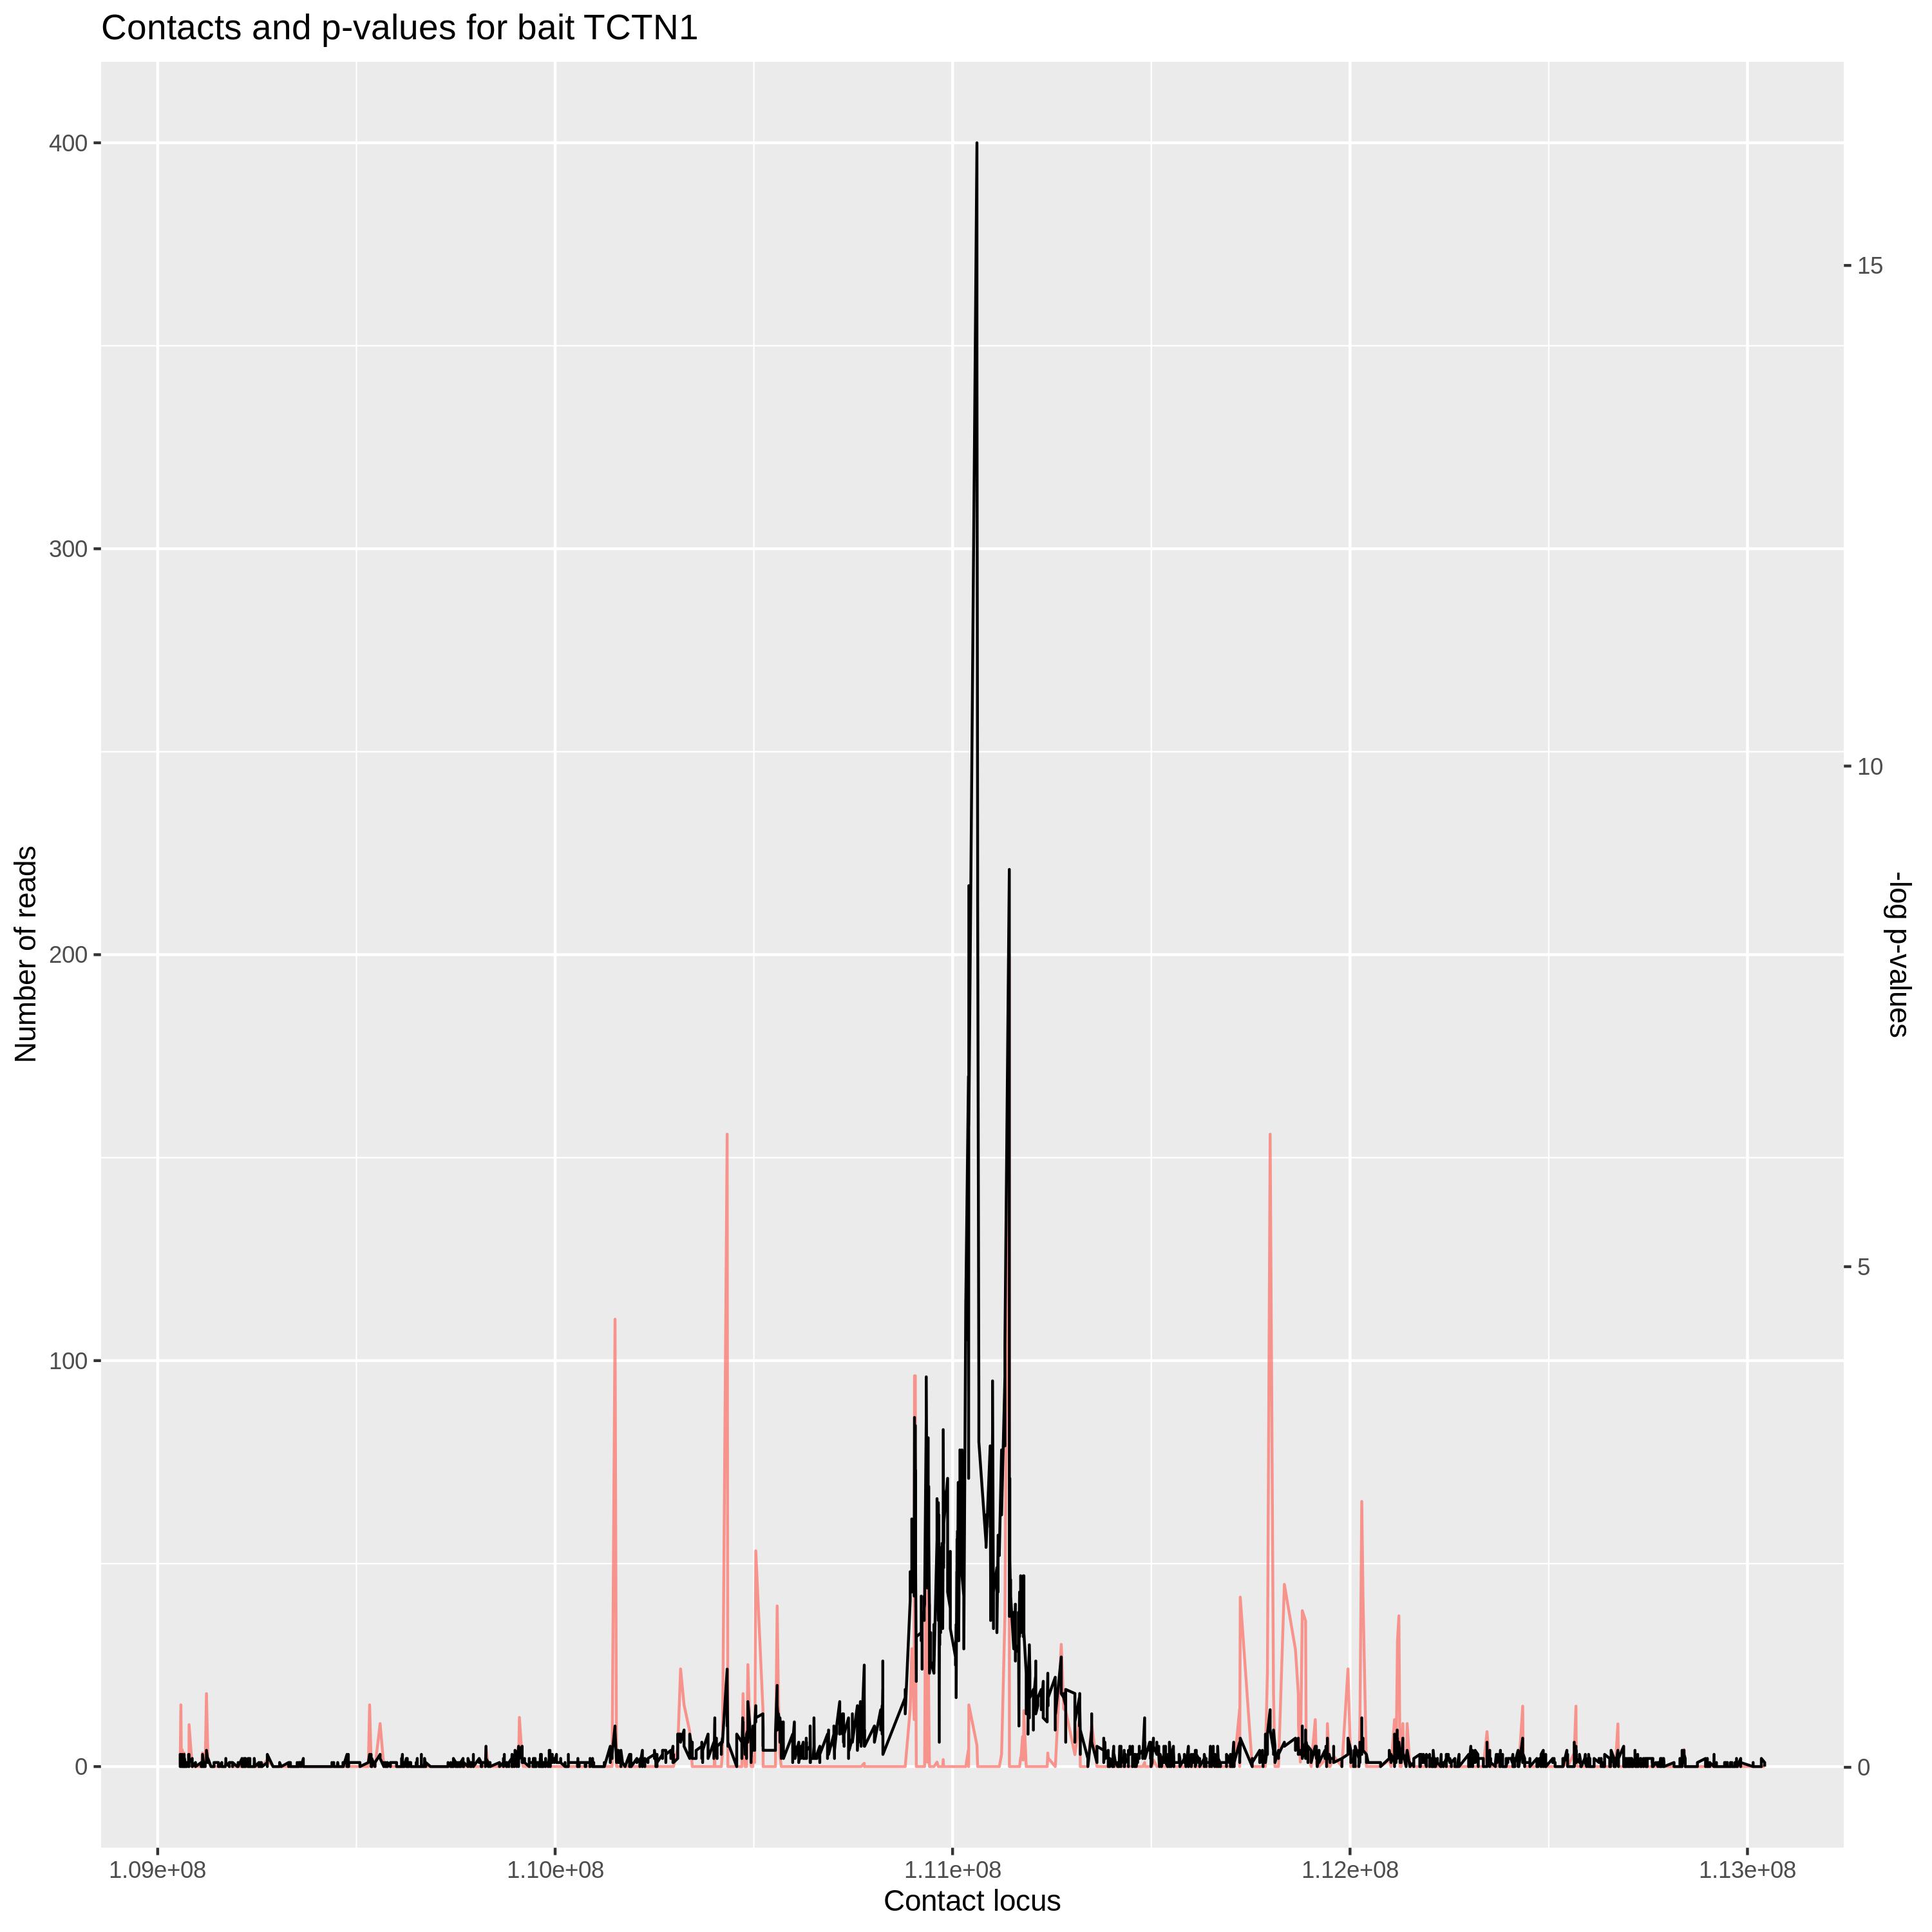 Contacts and p-values for bait TCTN1
400
300
200
100
0
Number of reads
15
10
5
0
-log p-values
1.09e+08
1.10e+08
1.11e+08
1.12e+08
1.13e+08
Contact locus